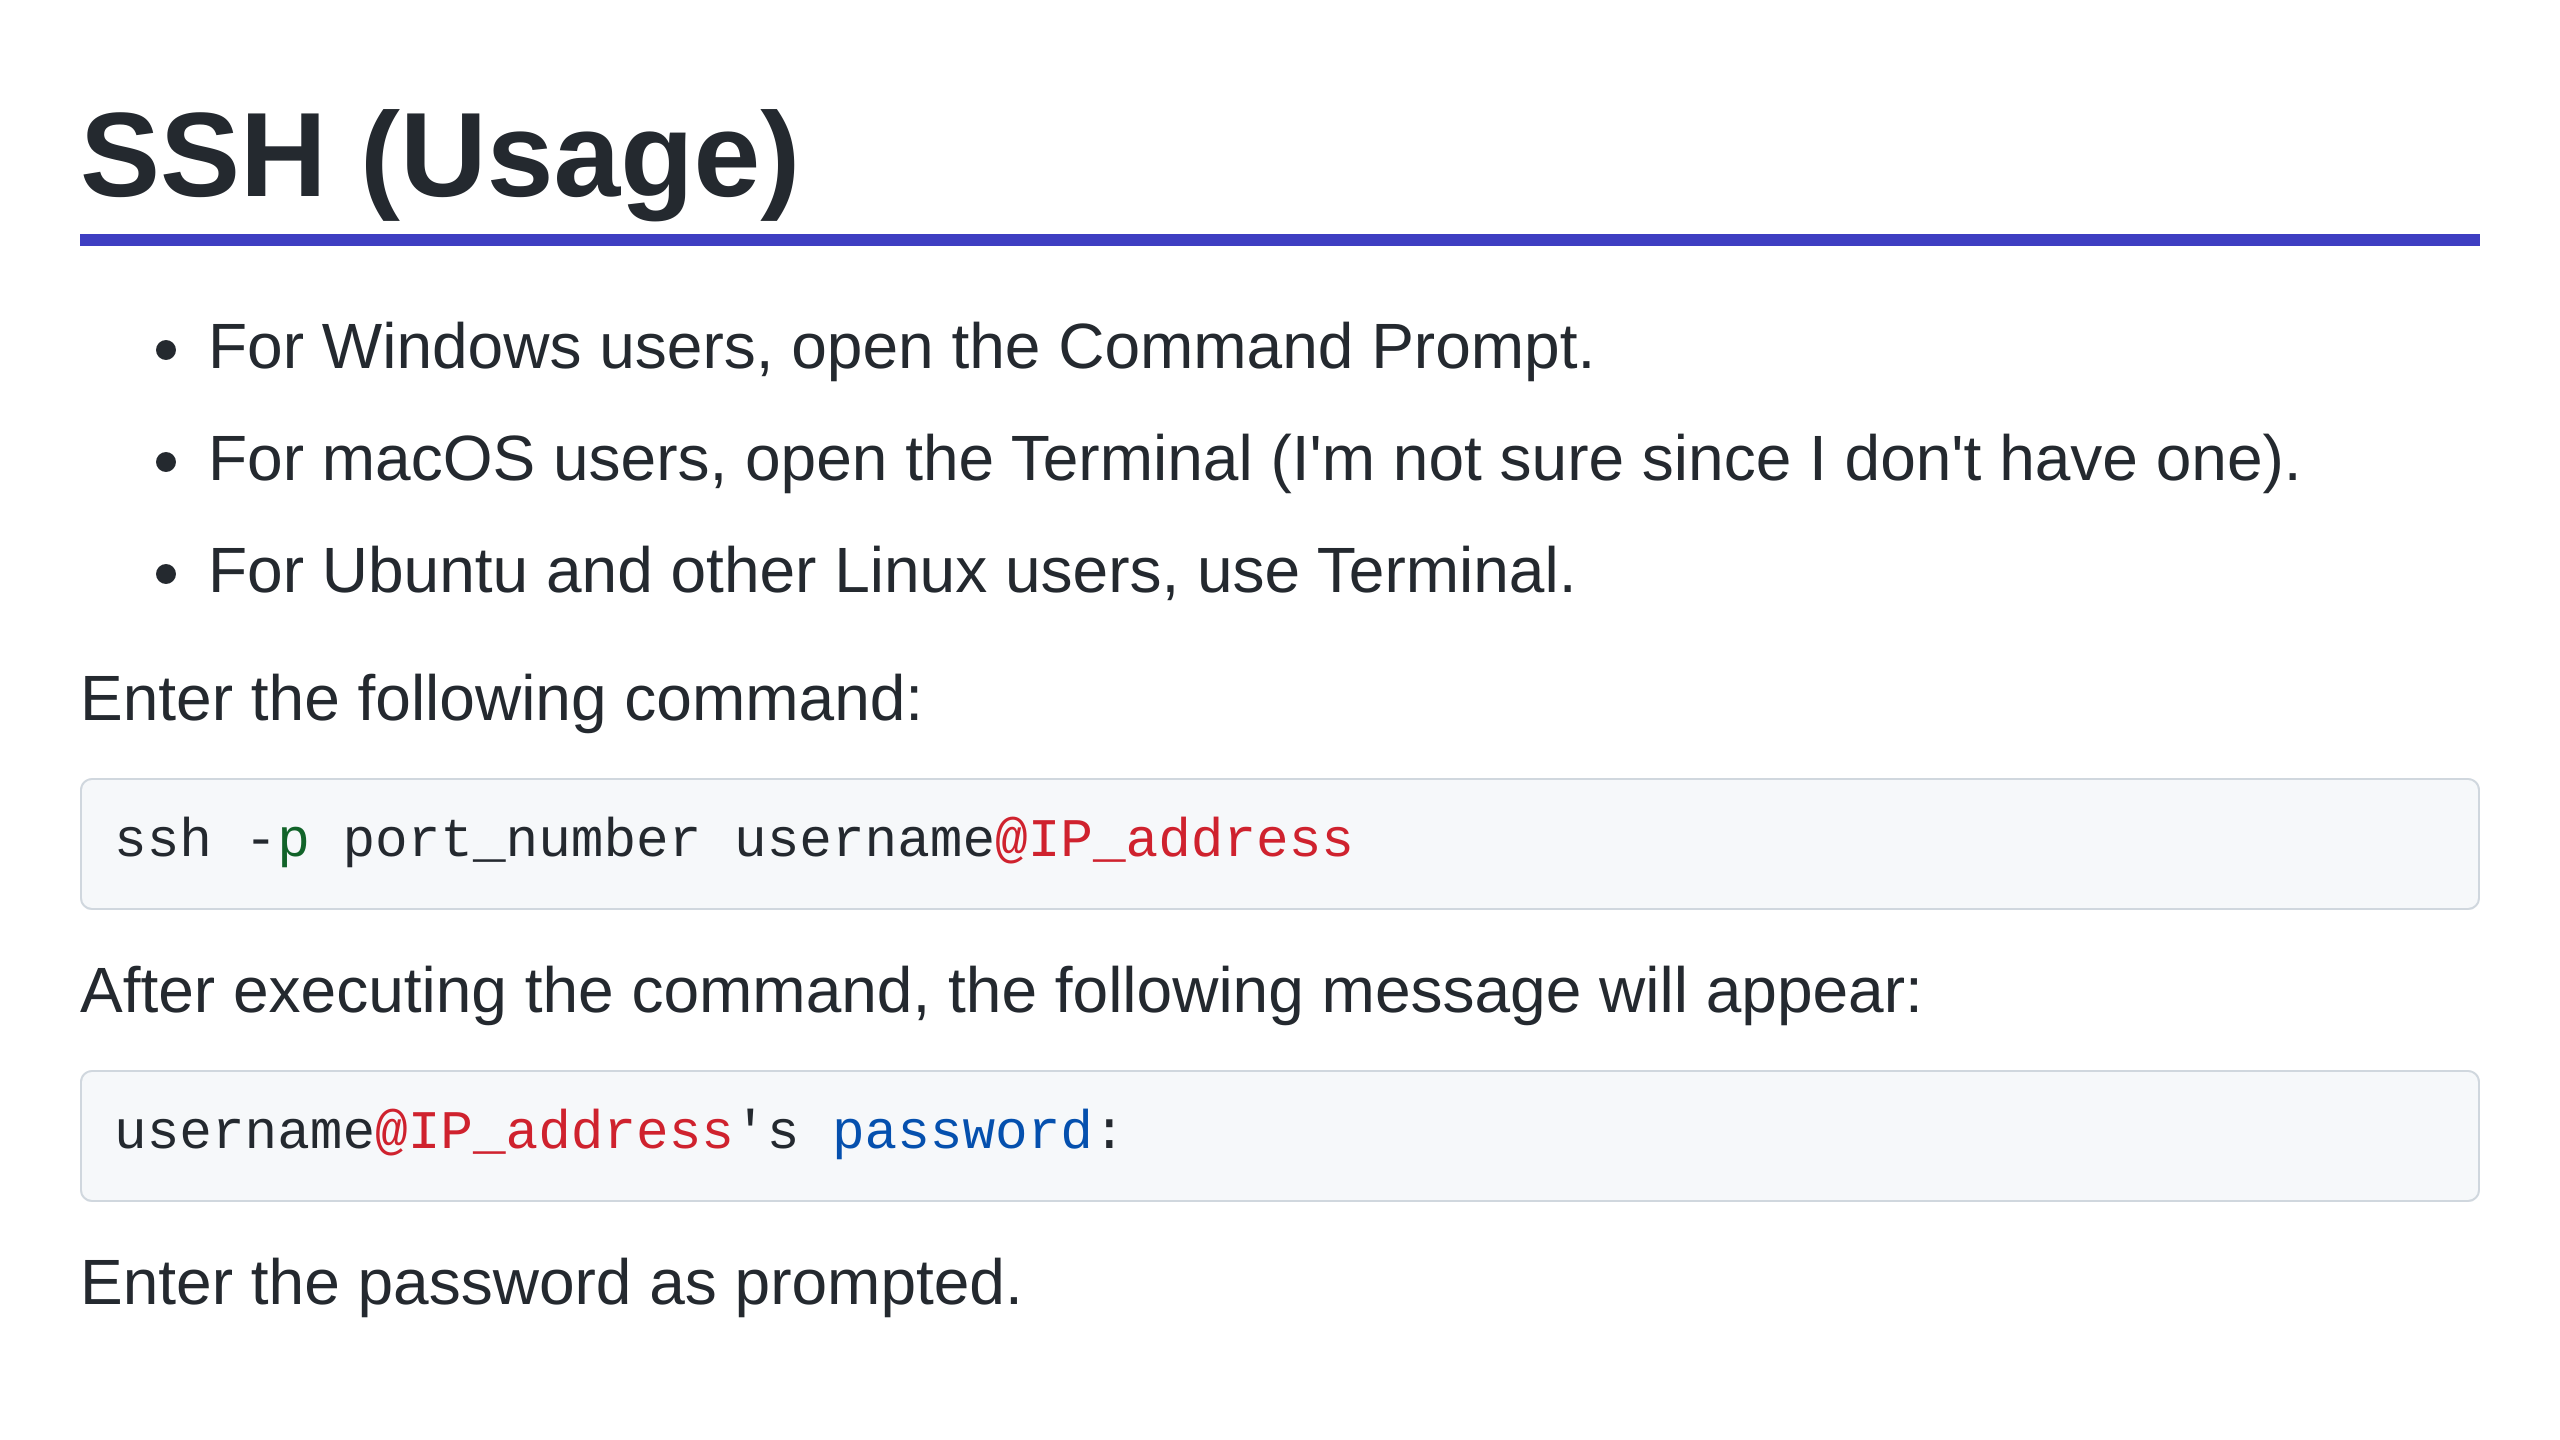 SSH (Usage)
• For Windows users, open the Command Prompt.
• For macOS users, open the Terminal (I'm not sure since I don't have one).
• For Ubuntu and other Linux users, use Terminal.
Enter the following command:
ssh -p port_number username@IP_address
After executing the command, the following message will appear:
username@IP_address's password:
Enter the password as prompted.